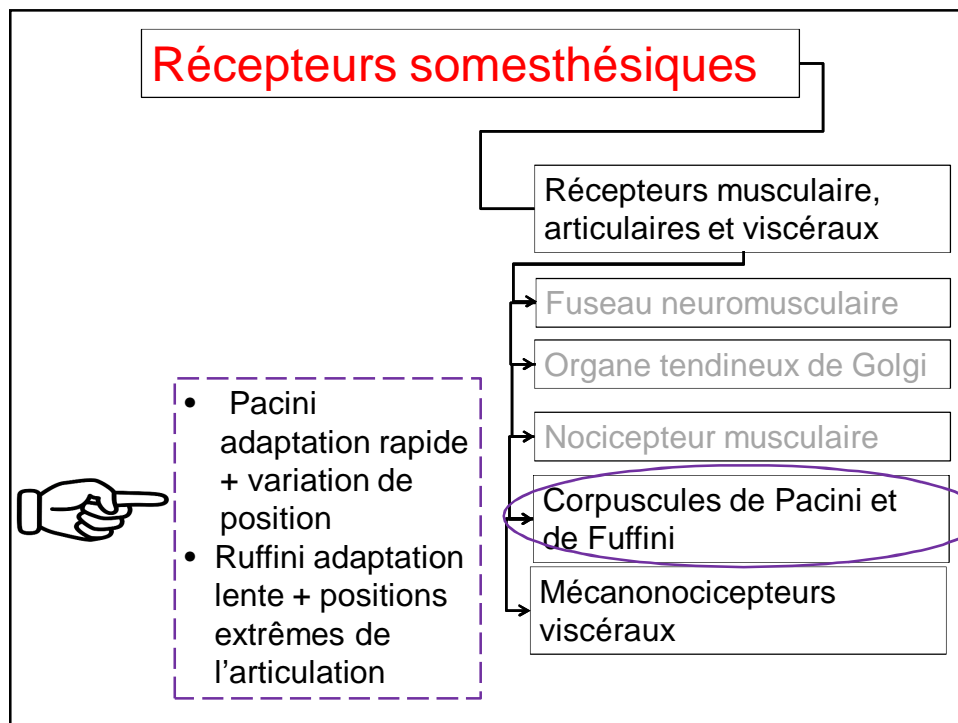 Récepteurs somesthésiques
Récepteurs musculaire,
articulaires et viscéraux
Fuseau neuromusculaire
Organe tendineux de Golgi
Nocicepteur musculaire
Corpuscules de Pacini et
de Fuffini
Mécanonocicepteurs
viscéraux
• Pacini
adaptation rapide
+ variation de
position
• Ruffini adaptation
lente + positions
extrêmes de
l’articulation